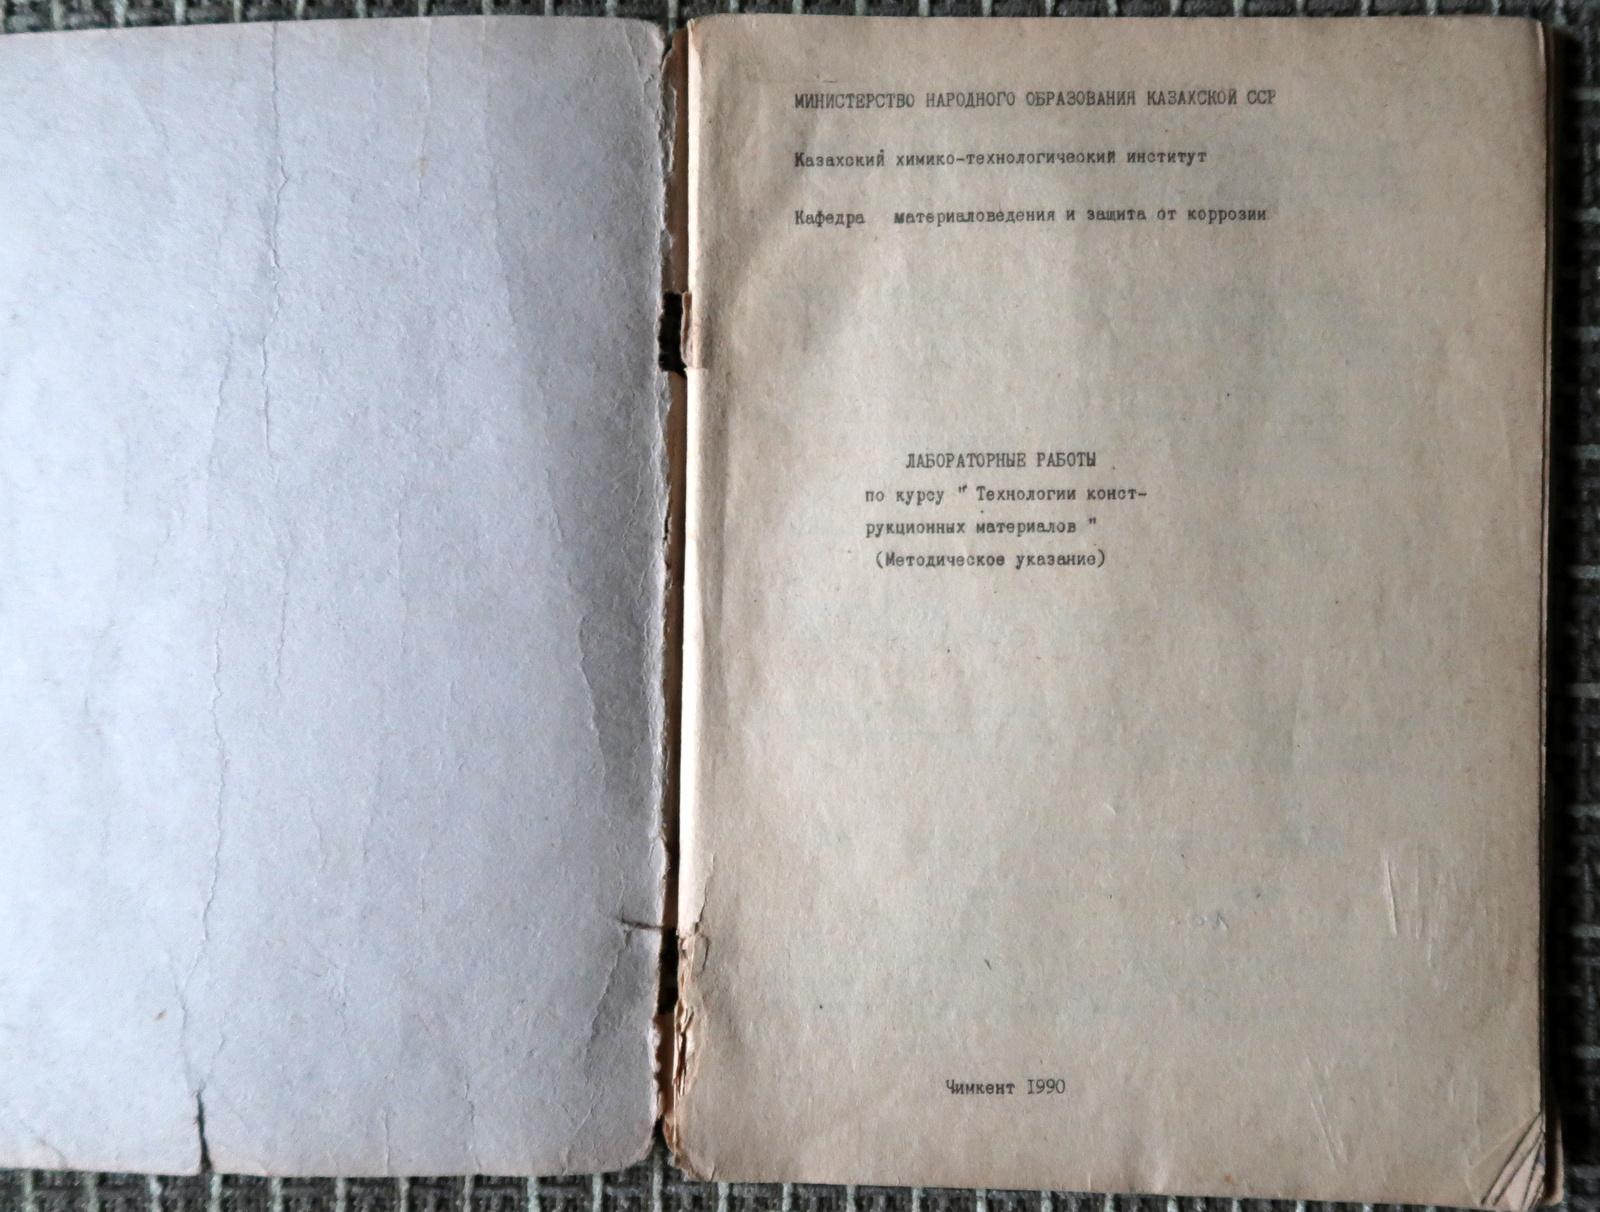 МИНИСТЕРСТВО НАРОДНОГО ОБРАЗОВАНИЯ КАЗАХСКОЙ ССР
Казахский химико-технологический институт
Кафедра материаловедения и защита от коррозии
ЛАБОРАТОРНЫЕ РАБОТЫ
по курсу " Технологии конст-
рукционных материалов "
(Методическое указание)
Чимкент 1990